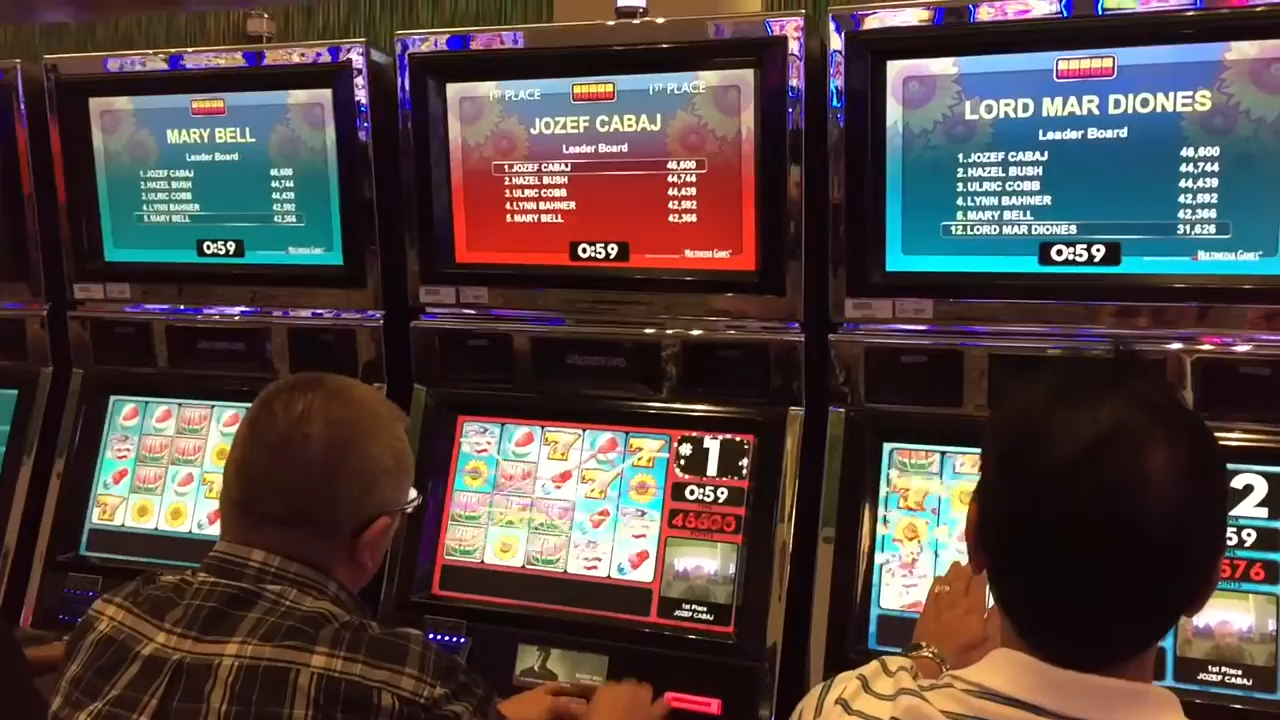 MARY BELL
Leader Board
1.JOZEF CABAJ 46,600
2.HAZEL BUSH 44,744
3.ULRIC COBB 44,439
4.LYNN BAHNER 42,592
5.MARY BELL 42,366
0:59
MULTIMEDIA GAMES
1ST PLACE
1ST PLACE
JOZEF CABAJ
Leader Board
1.JOZEF CABAJ 46,600
2.HAZEL BUSH 44,744
3.ULRIC COBB 44,439
4.LYNN BAHNER 42,592
5.MARY BELL 42,366
0:59
MULTIMEDIA GAMES
LORD MAR DIONES
Leader Board
1.JOZEF CABAJ 46,600
2.HAZEL BUSH 44,744
3.ULRIC COBB 44,439
4.LYNN BAHNER 42,592
5.MARY BELL 42,366
12.LORD MAR DIONES 31,626
0:59
MULTIMEDIA GAMES
1
0:59
46600
POINTS
1st Place
JOZEF CABAJ
2
59
576
POINTS
1st Place
JOZEF CABAJ